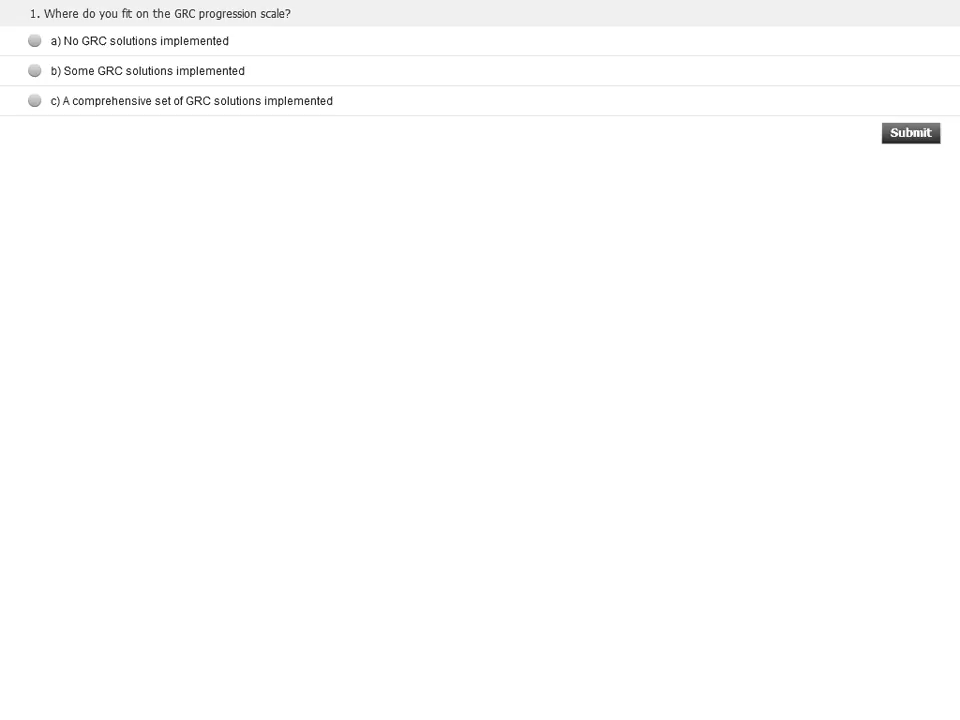 1. Where do you fit on the GRC progression scale?
a) No GRC solutions implemented
b) Some GRC solutions implemented
c) A comprehensive set of GRC solutions implemented
Submit